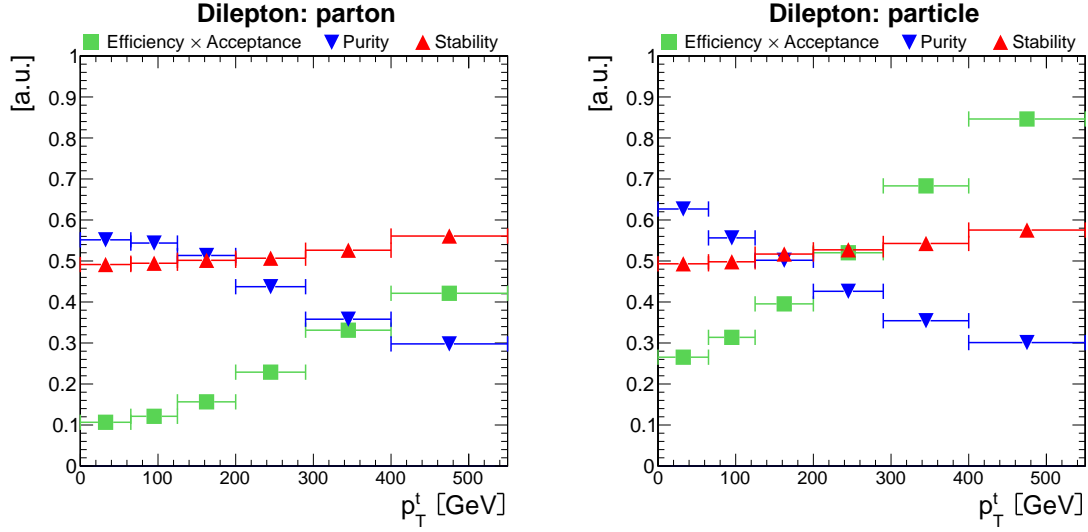 Dilepton: parton
Efficiency × Acceptance Purity Stability
[a.u.]
1
0.9
0.8
0.7
0.6
0.5
0.4
0.3
0.2
0.1
0
0 100 200 300 400 500
p_T^t [GeV]
Dilepton: particle
Efficiency × Acceptance Purity Stability
[a.u.]
1
0.9
0.8
0.7
0.6
0.5
0.4
0.3
0.2
0.1
0
0 100 200 300 400 500
p_T^t [GeV]